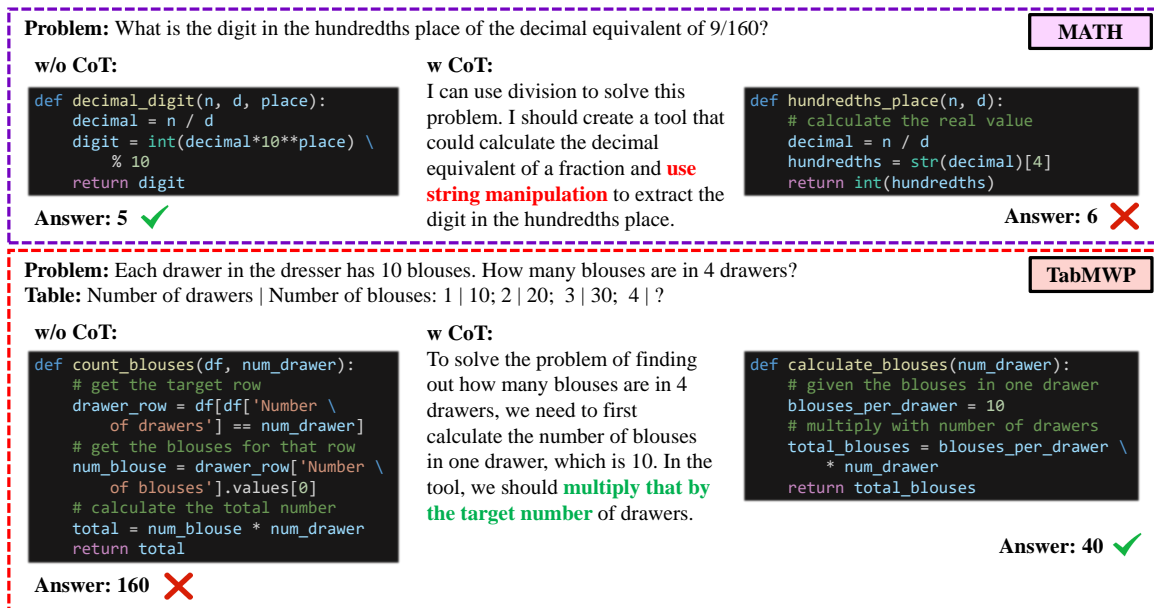 Problem: What is the digit in the hundredths place of the decimal equivalent of 9/160?
MATH
w/o CoT:
def decimal_digit(n, d, place):
    decimal = n / d
    digit = int(decimal*10**place) \
        % 10
    return digit
Answer: 5
w CoT:
I can use division to solve this
problem. I should create a tool that
could calculate the decimal
equivalent of a fraction and use
string manipulation to extract the
digit in the hundredths place.
def hundredths_place(n, d):
    # calculate the real value
    decimal = n / d
    hundredths = str(decimal)[4]
    return int(hundredths)
Answer: 6
Problem: Each drawer in the dresser has 10 blouses. How many blouses are in 4 drawers?
Table: Number of drawers | Number of blouses: 1 | 10; 2 | 20; 3 | 30; 4 | ?
TabMWP
w/o CoT:
def count_blouses(df, num_drawer):
    # get the target row
    drawer_row = df[df['Number \
        of drawers'] == num_drawer]
    # get the blouses for that row
    num_blouse = drawer_row['Number \
        of blouses'].values[0]
    # calculate the total number
    total = num_blouse * num_drawer
    return total
Answer: 160
w CoT:
To solve the problem of finding
out how many blouses are in 4
drawers, we need to first
calculate the number of blouses
in one drawer, which is 10. In the
tool, we should multiply that by
the target number of drawers.
def calculate_blouses(num_drawer):
    # given the blouses in one drawer
    blouses_per_drawer = 10
    # multiply with number of drawers
    total_blouses = blouses_per_drawer \
        * num_drawer
    return total_blouses
Answer: 40